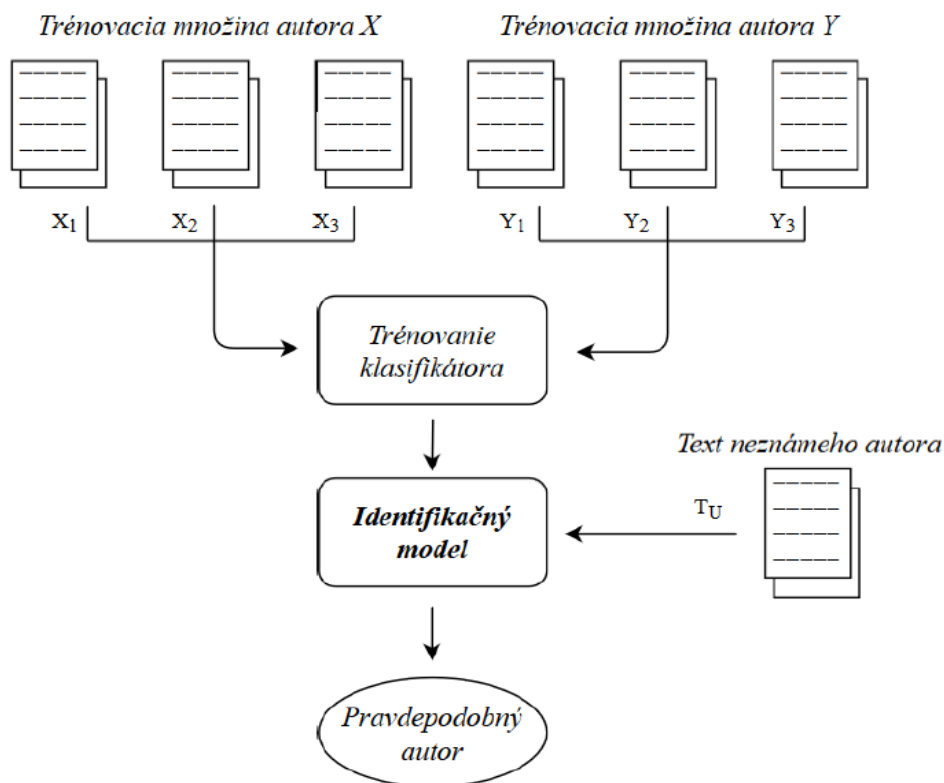 Trénovacia množina autora X
Trénovacia množina autora Y
X1
X2
X3
Y1
Y2
Y3
Trénovanie
klasifikátora
Text neznámeho autora
Identifikačný
model
TU
Pravdepodobný
autor